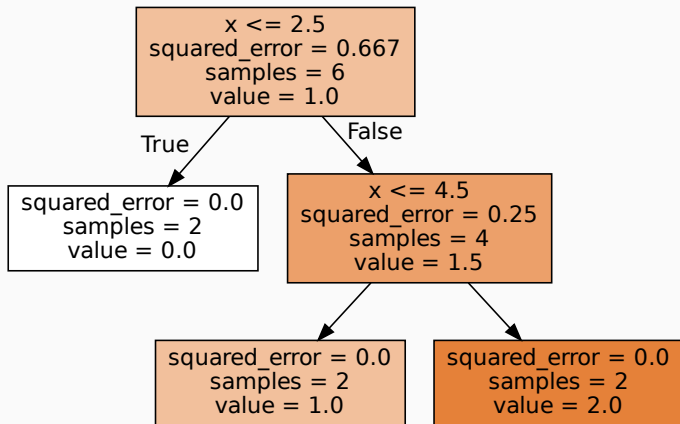 x <= 2.5
squared_error = 0.667
samples = 6
value = 1.0
True
False
squared_error = 0.0
samples = 2
value = 0.0
x <= 4.5
squared_error = 0.25
samples = 4
value = 1.5
squared_error = 0.0
samples = 2
value = 1.0
squared_error = 0.0
samples = 2
value = 2.0